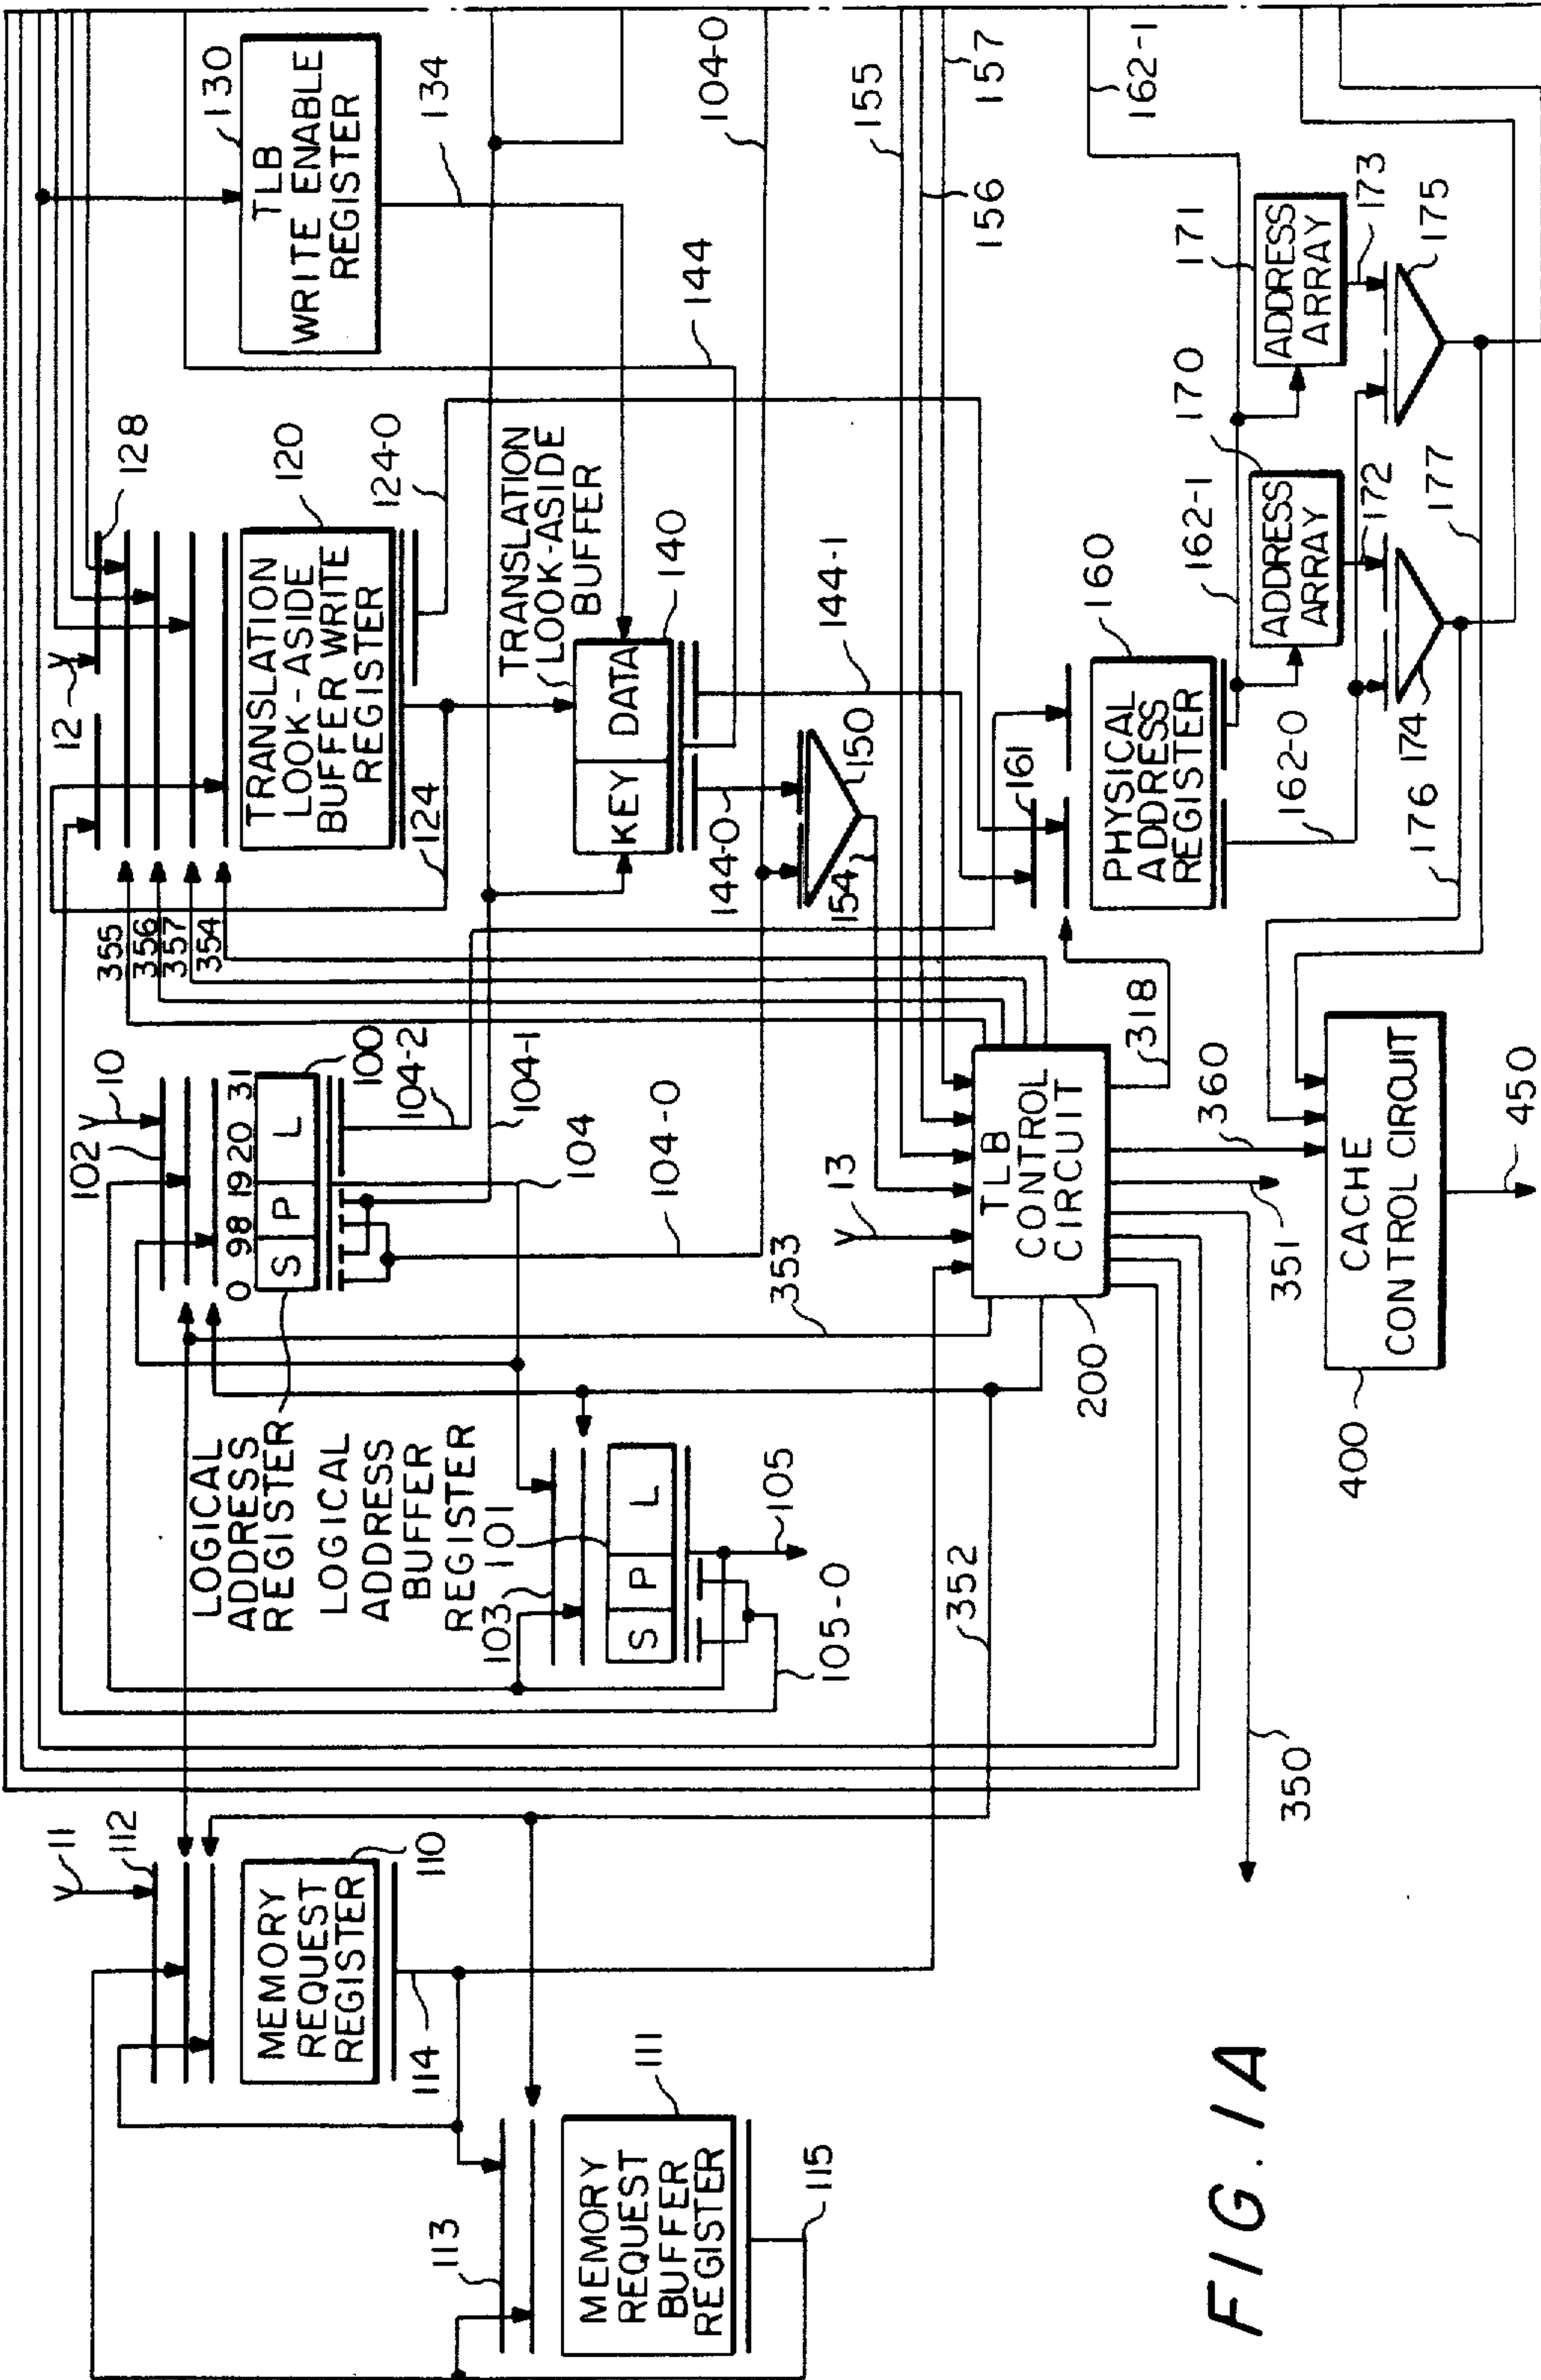 FIG. 1A
11
112
MEMORY
REQUEST
REGISTER
110
114
113
MEMORY
REQUEST
BUFFER
REGISTER
111
115
10
102
0 98 19 20 31
S P L
100
LOGICAL
ADDRESS
REGISTER
104-2
104-1
104
104-0
LOGICAL
ADDRESS
BUFFER
REGISTER
103
101
S P L
105
105-0
353
352
350
355
356
357
354
12
128
TRANSLATION
LOOK-ASIDE
BUFFER WRITE
REGISTER
120
124
124-0
TLB
WRITE ENABLE
REGISTER
130
134
TRANSLATION
LOOK-ASIDE
BUFFER
KEY DATA
140
144
144-0
144-1
150
154
104-0
155
156
157
13
TLB
CONTROL
CIRCUIT
200
318
351
360
161
PHYSICAL
ADDRESS
REGISTER
160
162-0
162-1
162-1
170
ADDRESS
ARRAY
171
ADDRESS
ARRAY
172
173
174
175
176
177
CACHE
CONTROL CIRCUIT
400
450